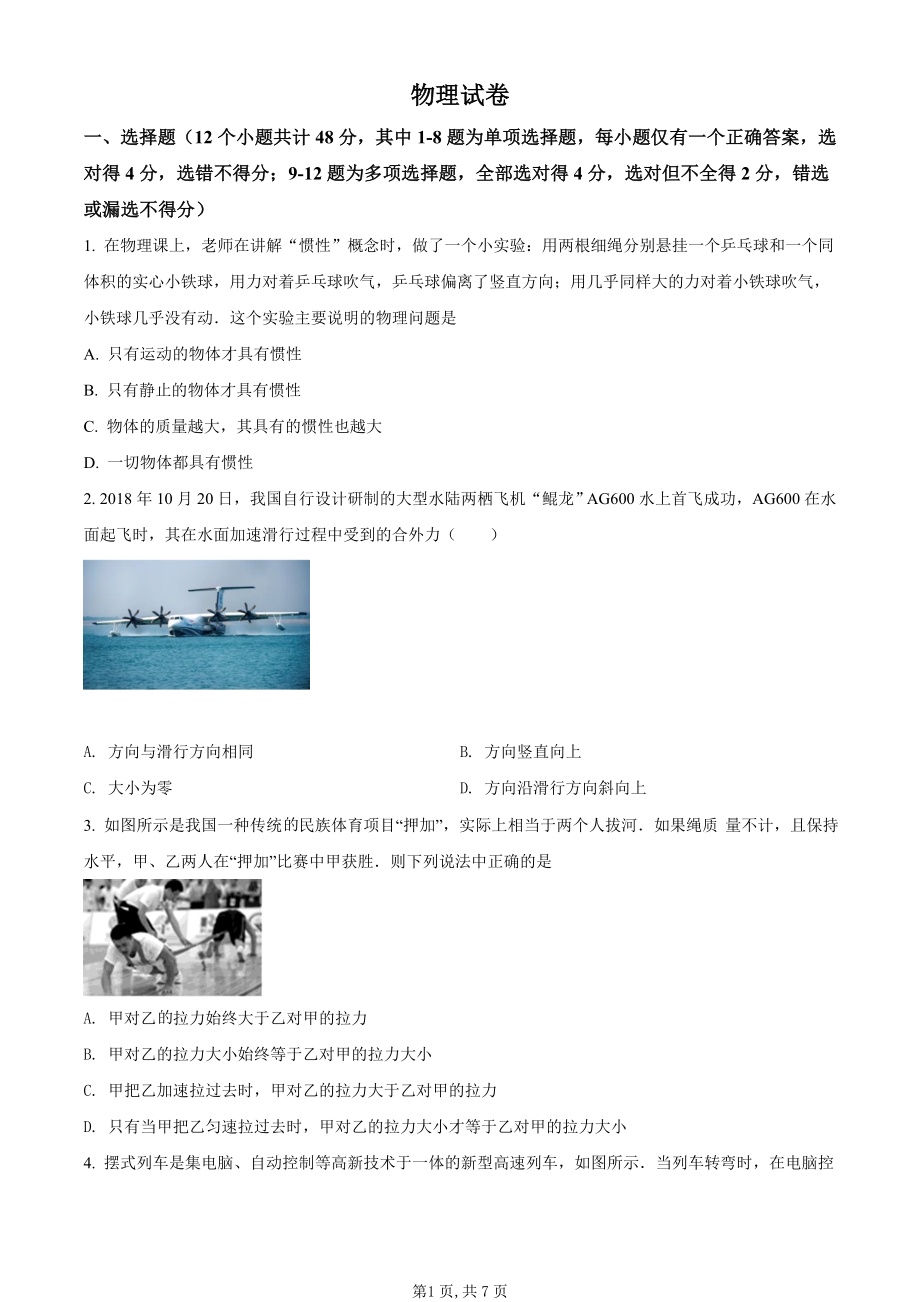 物理试卷
一、选择题（12 个小题共计 48 分，其中 1-8 题为单项选择题，每小题仅有一个正确答案，选
对得 4 分，选错不得分；9-12 题为多项选择题，全部选对得 4 分，选对但不全得 2 分，错选
或漏选不得分）
1. 在物理课上，老师在讲解“惯性”概念时，做了一个小实验：用两根细绳分别悬挂一个乒乓球和一个同
体积的实心小铁球，用力对着乒乓球吹气，乒乓球偏离了竖直方向；用几乎同样大的力对着小铁球吹气，
小铁球几乎没有动．这个实验主要说明的物理问题是
A. 只有运动的物体才具有惯性
B. 只有静止的物体才具有惯性
C. 物体的质量越大，其具有的惯性也越大
D. 一切物体都具有惯性
2. 2018 年 10 月 20 日，我国自行设计研制的大型水陆两栖飞机“鲲龙”AG600 水上首飞成功，AG600 在水
面起飞时，其在水面加速滑行过程中受到的合外力（　　）
A. 方向与滑行方向相同 B. 方向竖直向上
C. 大小为零 D. 方向沿滑行方向斜向上
3. 如图所示是我国一种传统的民族体育项目“押加”，实际上相当于两个人拔河．如果绳质 量不计，且保持
水平，甲、乙两人在“押加”比赛中甲获胜．则下列说法中正确的是
A. 甲对乙的拉力始终大于乙对甲的拉力
B. 甲对乙的拉力大小始终等于乙对甲的拉力大小
C. 甲把乙加速拉过去时，甲对乙的拉力大于乙对甲的拉力
D. 只有当甲把乙匀速拉过去时，甲对乙的拉力大小才等于乙对甲的拉力大小
4. 摆式列车是集电脑、自动控制等高新技术于一体的新型高速列车，如图所示．当列车转弯时，在电脑控
第1 页,共 7 页